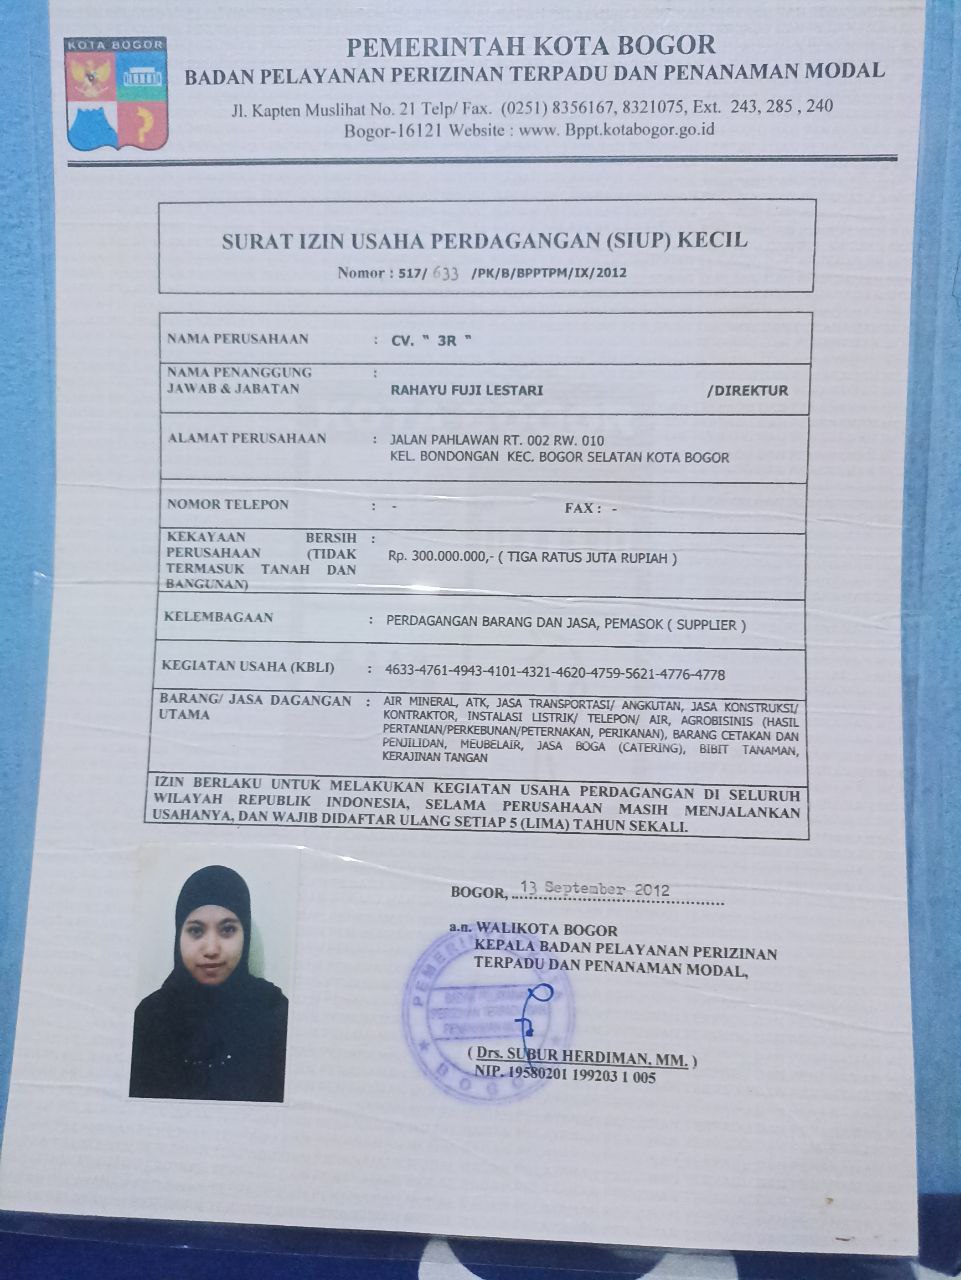 KOTA BOGOR
PEMERINTAH KOTA BOGOR
BADAN PELAYANAN PERIZINAN TERPADU DAN PENANAMAN MODAL
Jl. Kapten Muslihat No. 21 Telp/ Fax. (0251) 8356167, 8321075, Ext. 243, 285 , 240
Bogor-16121 Website : www. Bppt.kotabogor.go.id
SURAT IZIN USAHA PERDAGANGAN (SIUP) KECIL
Nomor : 517/ 633 /PK/B/BPPTPM/IX/2012
NAMA PERUSAHAAN : CV. " 3R "
NAMA PENANGGUNG :
JAWAB & JABATAN RAHAYU FUJI LESTARI /DIREKTUR
ALAMAT PERUSAHAAN : JALAN PAHLAWAN RT. 002 RW. 010
KEL. BONDONGAN KEC. BOGOR SELATAN KOTA BOGOR
NOMOR TELEPON : - FAX : -
KEKAYAAN BERSIH :
PERUSAHAAN (TIDAK Rp. 300.000.000,- ( TIGA RATUS JUTA RUPIAH )
TERMASUK TANAH DAN
BANGUNAN)
KELEMBAGAAN : PERDAGANGAN BARANG DAN JASA, PEMASOK ( SUPPLIER )
KEGIATAN USAHA (KBLI) : 4633-4761-4943-4101-4321-4620-4759-5621-4776-4778
BARANG/ JASA DAGANGAN : AIR MINERAL, ATK, JASA TRANSPORTASI/ ANGKUTAN, JASA KONSTRUKSI/
UTAMA KONTRAKTOR, INSTALASI LISTRIK/ TELEPON/ AIR, AGROBISINIS (HASIL
PERTANIAN/PERKEBUNAN/PETERNAKAN, PERIKANAN), BARANG CETAKAN DAN
PENJILIDAN, MEUBELAIR, JASA BOGA (CATERING), BIBIT TANAMAN,
KERAJINAN TANGAN
IZIN BERLAKU UNTUK MELAKUKAN KEGIATAN USAHA PERDAGANGAN DI SELURUH
WILAYAH REPUBLIK INDONESIA, SELAMA PERUSAHAAN MASIH MENJALANKAN
USAHANYA, DAN WAJIB DIDAFTAR ULANG SETIAP 5 (LIMA) TAHUN SEKALI.
BOGOR, 13 September 2012
a.n. WALIKOTA BOGOR
KEPALA BADAN PELAYANAN PERIZINAN
TERPADU DAN PENANAMAN MODAL,
( Drs. SUBUR HERDIMAN. MM. )
NIP. 19580201 199203 1 005